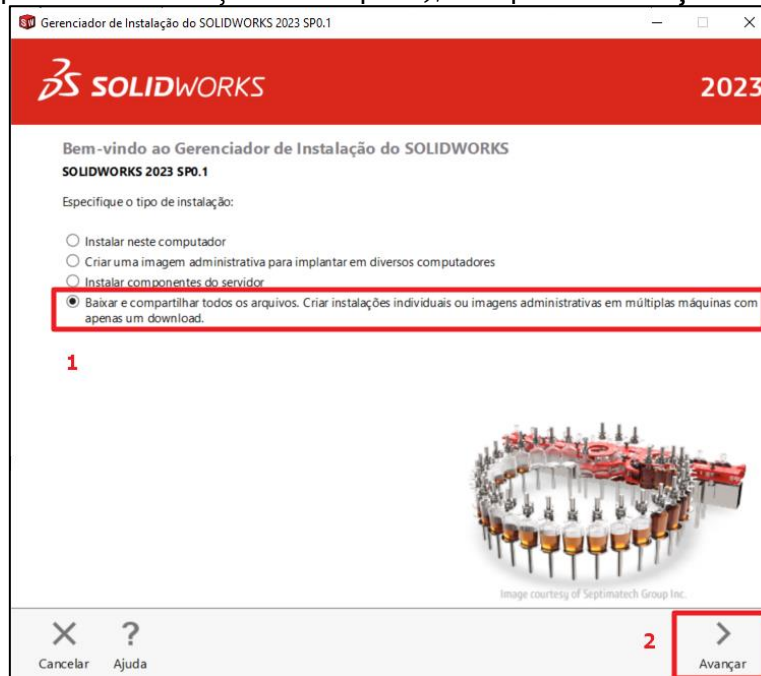 Gerenciador de Instalação do SOLIDWORKS 2023 SP0.1
3S SOLIDWORKS
2023
Bem-vindo ao Gerenciador de Instalação do SOLIDWORKS
SOLIDWORKS 2023 SP0.1
Especifique o tipo de instalação:
Instalar neste computador
Criar uma imagem administrativa para implantar em diversos computadores
Instalar componentes do servidor
Baixar e compartilhar todos os arquivos. Criar instalações individuais ou imagens administrativas em múltiplas máquinas com
apenas um download.
1
Image courtesy of Septimatech Group Inc.
Cancelar
? Ajuda
2
Avançar